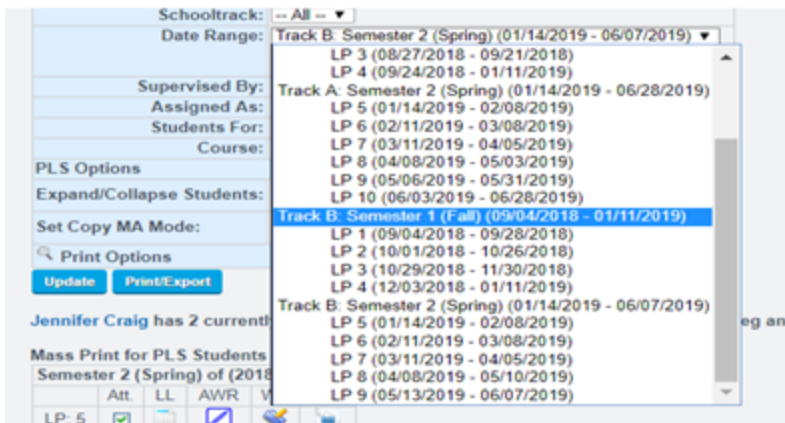 Schooltrack: -- All -- ▼
Date Range: Track B: Semester 2 (Spring) (01/14/2019 - 06/07/2019) ▼
LP 3 (08/27/2018 - 09/21/2018)
LP 4 (09/24/2018 - 01/11/2019)
Supervised By:
Track A: Semester 2 (Spring) (01/14/2019 - 06/28/2019)
Assigned As:
LP 5 (01/14/2019 - 02/08/2019)
Students For:
LP 6 (02/11/2019 - 03/08/2019)
Course:
LP 7 (03/11/2019 - 04/05/2019)
PLS Options
LP 8 (04/08/2019 - 05/03/2019)
Expand/Collapse Students:
LP 9 (05/06/2019 - 05/31/2019)
LP 10 (06/03/2019 - 06/28/2019)
Set Copy MA Mode:
Track B: Semester 1 (Fall) (09/04/2018 - 01/11/2019)
LP 1 (09/04/2018 - 09/28/2018)
Print Options
LP 2 (10/01/2018 - 10/26/2018)
LP 3 (10/29/2018 - 11/30/2018)
Update Print/Export
LP 4 (12/03/2018 - 01/11/2019)
Track B: Semester 2 (Spring) (01/14/2019 - 06/07/2019)
Jennifer Craig has 2 currentl
LP 5 (01/14/2019 - 02/08/2019)
eg an
LP 6 (02/11/2019 - 03/08/2019)
Mass Print for PLS Students
LP 7 (03/11/2019 - 04/05/2019)
Semester 2 (Spring) of (2018
LP 8 (04/08/2019 - 05/10/2019)
Att. LL AWR
LP 9 (05/13/2019 - 06/07/2019)
LP: 5